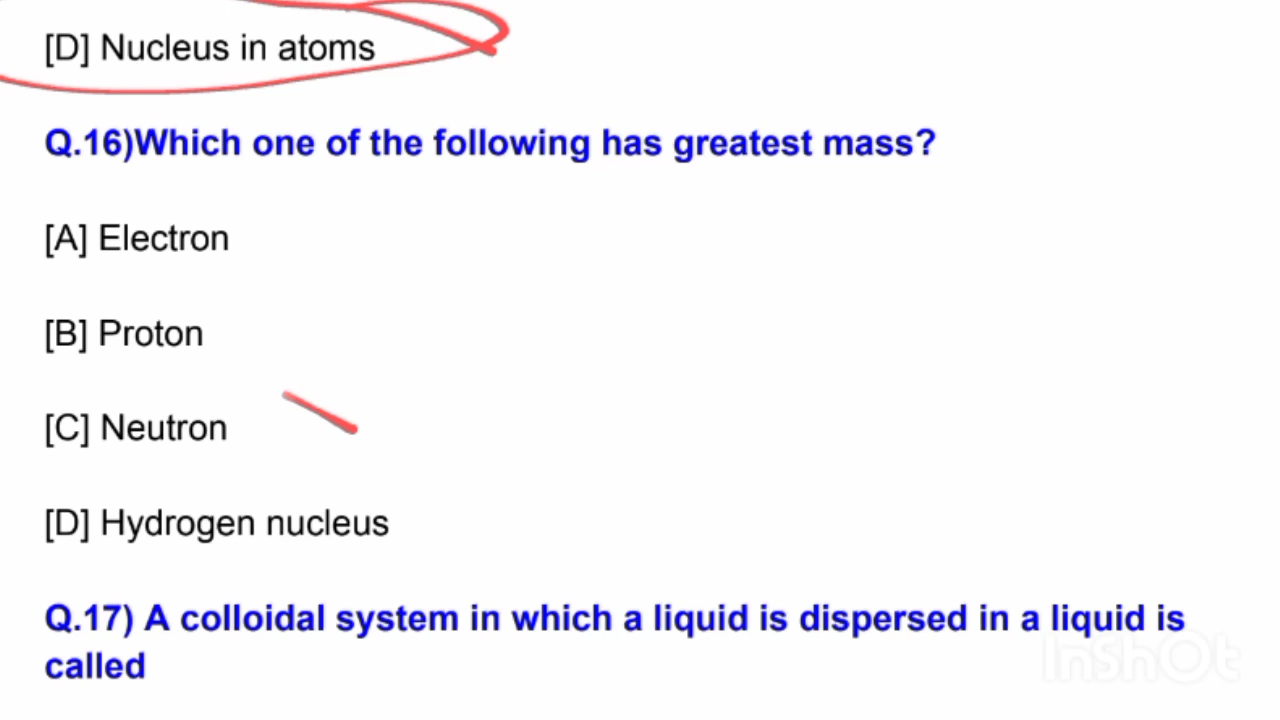 [D] Nucleus in atoms
Q.16)Which one of the following has greatest mass?
[A] Electron
[B] Proton
[C] Neutron
[D] Hydrogen nucleus
Q.17) A colloidal system in which a liquid is dispersed in a liquid is
called
InShOt